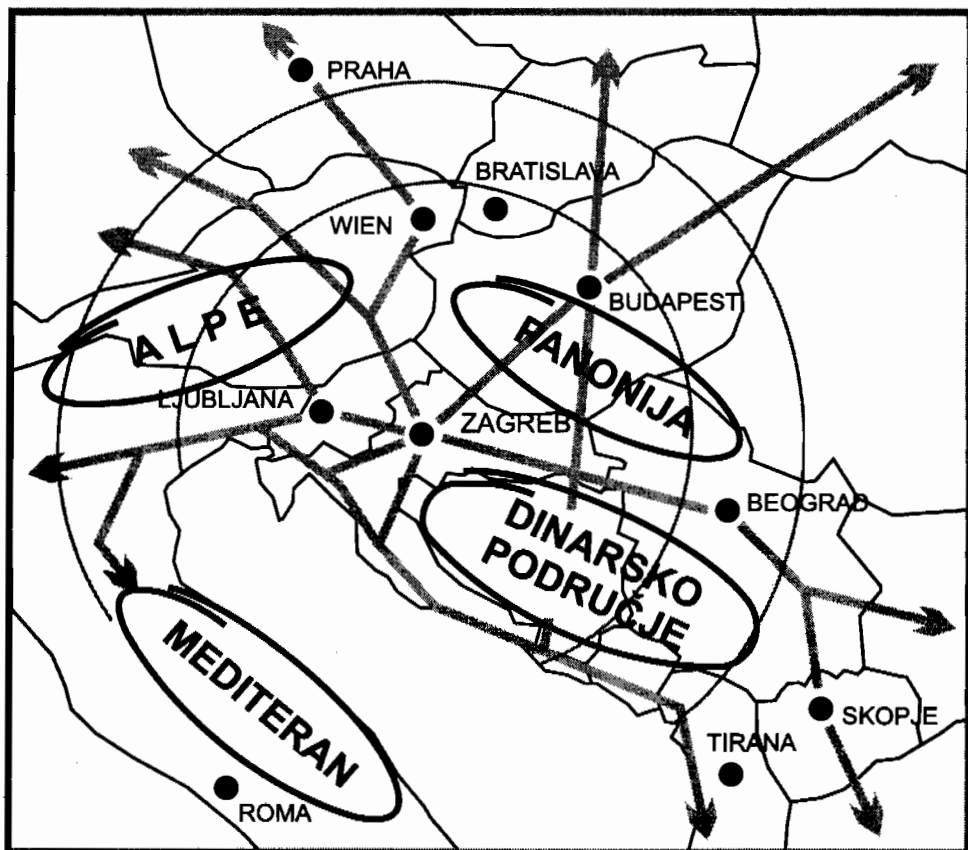 PRAHA
BRATISLAVA
WIEN
BUDAPEST
ALPE
PANONIJA
LJUBLJANA
ZAGREB
BEOGRAD
DINARSKO
PODRUČJE
MEDITERAN
SKOPJE
TIRANA
ROMA